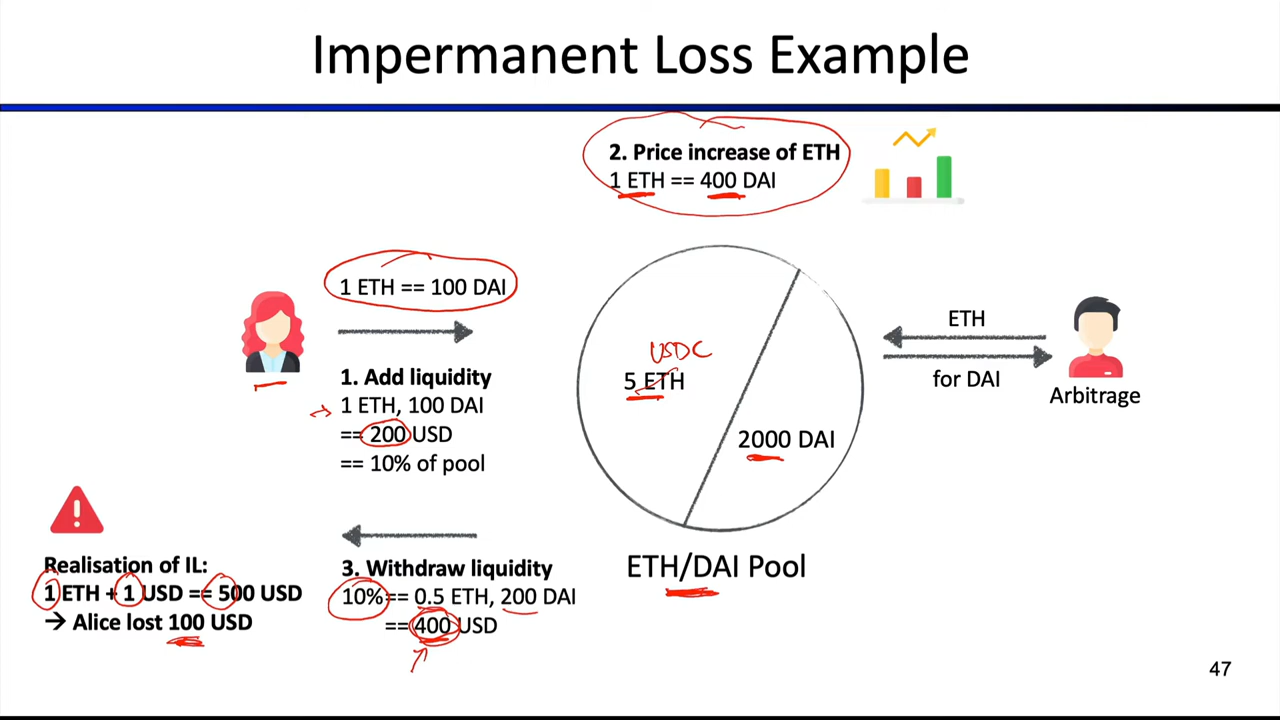 Impermanent Loss Example
2. Price increase of ETH
1 ETH == 400 DAI
1 ETH == 100 DAI
1. Add liquidity
1 ETH, 100 DAI
== 200 USD
== 10% of pool
USDC
5 ETH
2000 DAI
ETH
for DAI
Arbitrage
ETH/DAI Pool
3. Withdraw liquidity
10% == 0.5 ETH, 200 DAI
== 400 USD
Realisation of IL:
1 ETH + 1 USD == 500 USD
→ Alice lost 100 USD
47